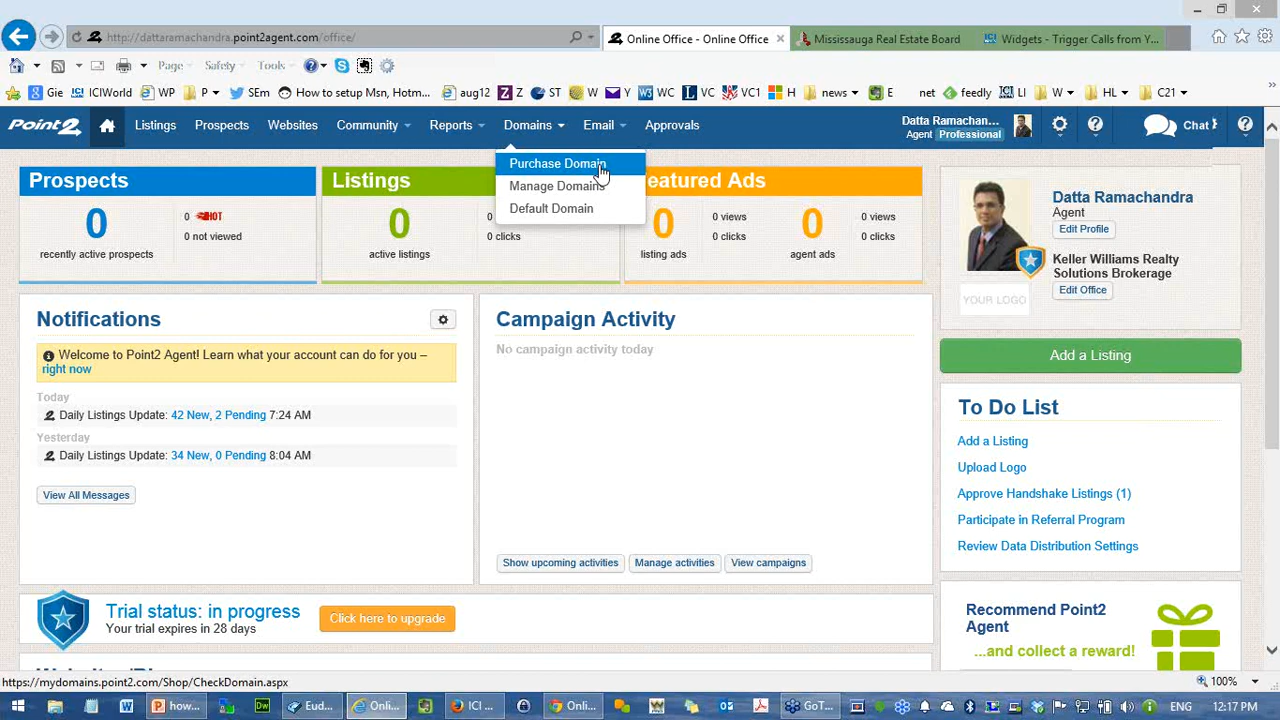 http://dattaramachandra.point2agent.com/office/
Online Office - Online Office
Mississauga Real Estate Board
Widgets - Trigger Calls from Y...
Page
Safety
Tools
Gie
ICIWorld
WP
P
SEm
How to setup Msn, Hotmail...
aug12
Z
ST
W
Y
WC
VC
VC1
H
news
E
net
feedly
LI
W
HL
C21
Point2
Listings
Prospects
Websites
Community
Reports
Domains
Email
Approvals
Datta Ramachan...
Agent Professional
Chat
Purchase Domain
Manage Domains
Default Domain
Prospects
0
0 HOT
0 not viewed
recently active prospects
Listings
0
0 clicks
active listings
eatured Ads
0
0 views
0 clicks
listing ads
0
0 views
0 clicks
agent ads
Datta Ramachandra
Agent
Edit Profile
Keller Williams Realty
Solutions Brokerage
YOUR LOGO
Edit Office
Notifications
Welcome to Point2 Agent! Learn what your account can do for you –
right now
Today
Daily Listings Update: 42 New, 2 Pending 7:24 AM
Yesterday
Daily Listings Update: 34 New, 0 Pending 8:04 AM
View All Messages
Campaign Activity
No campaign activity today
Show upcoming activities
Manage activities
View campaigns
Add a Listing
To Do List
Add a Listing
Upload Logo
Approve Handshake Listings (1)
Participate in Referral Program
Review Data Distribution Settings
Trial status: in progress
Your trial expires in 28 days
Click here to upgrade
Recommend Point2
Agent
...and collect a reward!
https://mydomains.point2.com/Shop/CheckDomain.aspx
100%
how...
Dw
Eud...
Onli...
ICI ...
Onli...
GoT...
ENG
12:17 PM